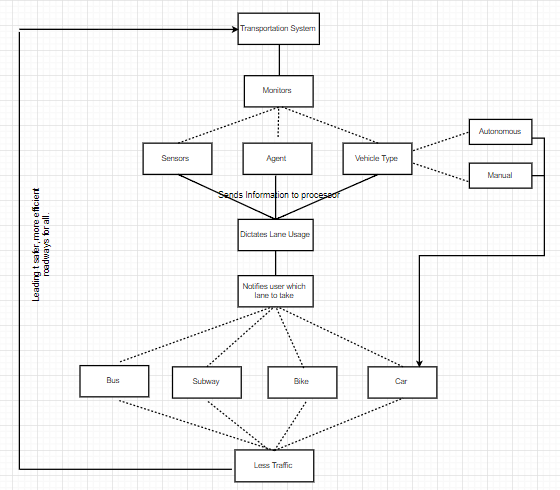 Transportation System
Monitors
Autonomous
Sensors
Agent
Vehicle Type
Manual
Sends Information to processor
Leading t safer, more efficient
roadways for all.
Dictates Lane Usage
Notifies user which
lane to take
Bus
Subway
Bike
Car
Less Traffic